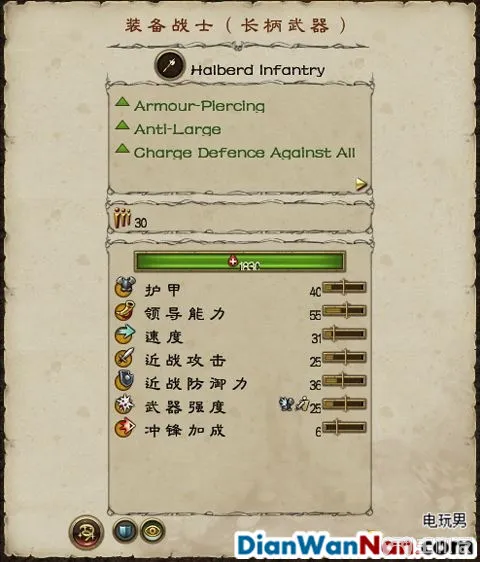 装备战士（长柄武器）
Halberd Infantry
Armour-Piercing
Anti-Large
Charge Defence Against All
30
1830
护甲 40
领导能力 55
速度 31
近战攻击 25
近战防御力 36
武器强度 25
冲锋加成 6
电玩男
DianWanNan.com